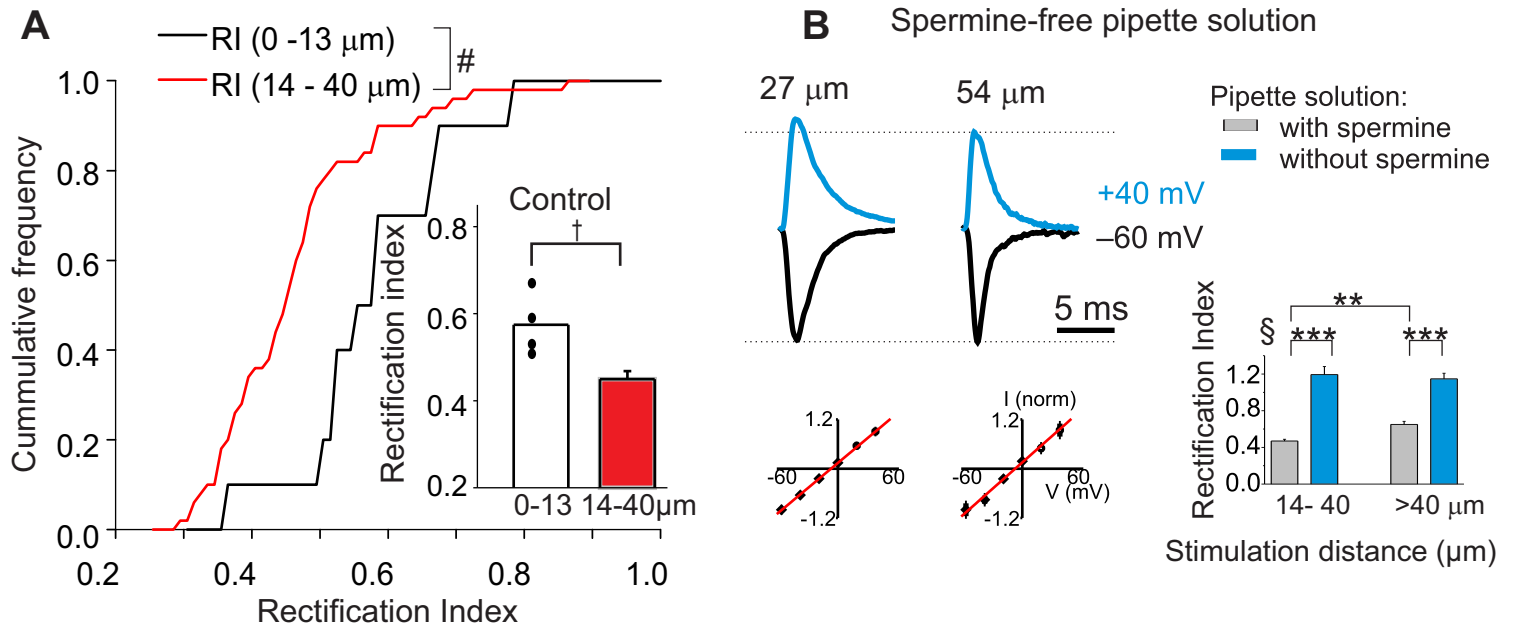 A
RI (0 -13 μm)
RI (14 - 40 μm)
#
Cummulative frequency
1.0
0.8
0.6
0.4
0.2
0.0
0.2
0.4
0.6
0.8
1.0
Rectification Index
Control
†
Rectification index
0.8
0.6
0.4
0.2
0-13
14-40μm
B
Spermine-free pipette solution
27 μm
54 μm
+40 mV
–60 mV
5 ms
1.2
-60
60
-1.2
I (norm)
1.2
-60
60
V (mV)
-1.2
Pipette solution:
with spermine
without spermine
Rectification Index
**
§
***
***
1.2
0.8
0.4
0.0
14- 40
>40 μm
Stimulation distance (μm)